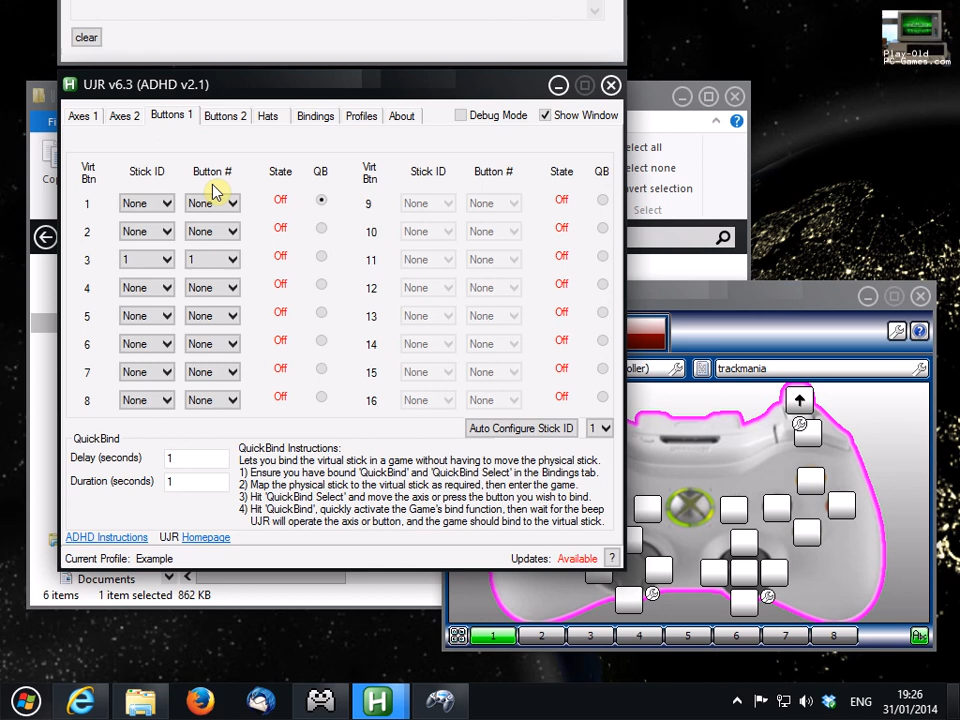 clear
Play-Old
PC-Games.com
UJR v6.3 (ADHD v2.1)
Axes 1 Axes 2 Buttons 1 Buttons 2 Hats Bindings Profiles About Debug Mode Show Window
Fi
Co
elect all
elect none
nvert selection
Select
Virt Btn Stick ID Button # State QB Virt Btn Stick ID Button # State QB
1 None None Off 9 None None Off
2 None None Off 10 None None Off
3 1 1 Off 11 None None Off
4 None None Off 12 None None Off
5 None None Off 13 None None Off
6 None None Off 14 None None Off
7 None None Off 15 None None Off
8 None None Off 16 None None Off
Auto Configure Stick ID 1
QuickBind
Delay (seconds) 1
Duration (seconds) 1
QuickBind Instructions:
Lets you bind the virtual stick in a game without having to move the physical stick.
1) Ensure you have bound 'QuickBind' and 'QuickBind Select' in the Bindings tab.
2) Map the physical stick to the virtual stick as required, then enter the game.
3) Hit 'QuickBind Select' and move the axis or press the button you wish to bind.
4) Hit 'QuickBind', quickly activate the Game's bind function, then wait for the beep
UJR will operate the axis or button, and the game should bind to the virtual stick.
ADHD Instructions UJR Homepage
Current Profile: Example Updates: Available ?
oller) trackmania
Documents
6 items 1 item selected 862 KB
1 2 3 4 5 6 7 8
ENG
19:26
31/01/2014